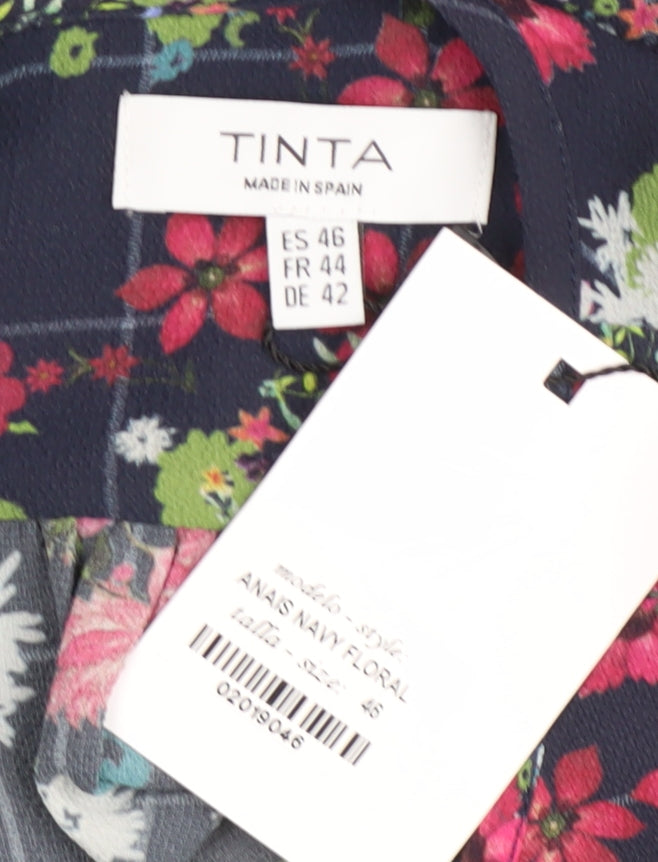 TINTA
MADE IN SPAIN
ES 46
FR 44
DE 42
modelo - style:
ANAIS NAVY FLORAL
talla - size: 46
02019046